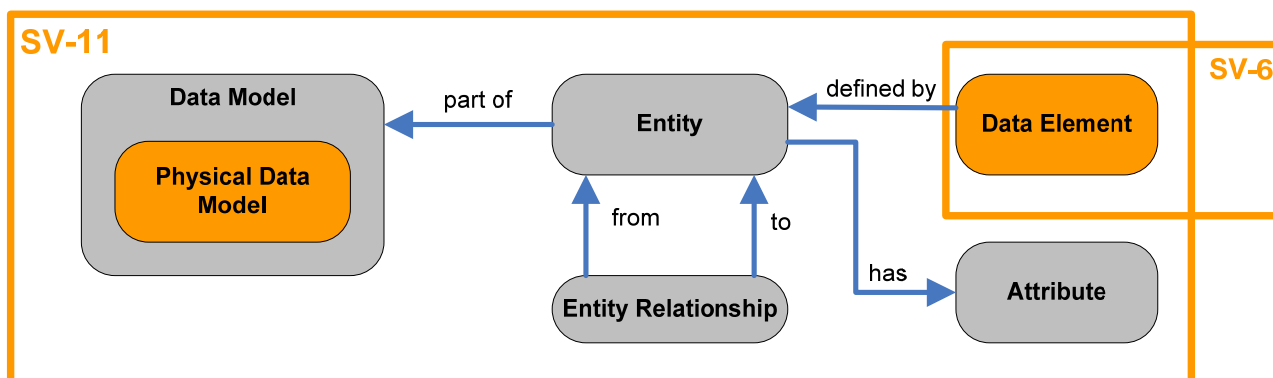 SV-11
SV-6
Data Model
part of
Entity
defined by
Data Element
Physical Data
Model
from
to
has
Attribute
Entity Relationship